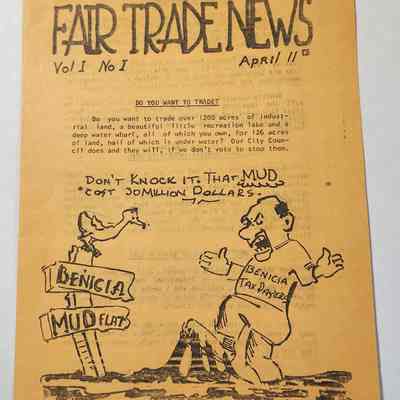 FAIR TRADE NEWS
Vol I No I April 11
DO YOU WANT TO TRADE?
Do you want to trade over 1200 acres of indust-
rial land, a beautiful little recreation lake and a
deep water wharf, all of which you own, for 126 acres
of land, half of which is under water? Our City Coun-
cil does and they will, if we don't vote to stop them.
DON'T KNOCK IT. THAT MUD
COST 30 MILLION DOLLARS.
BENICIA
MUD FLAT
BENICIA
TAX PAPERS